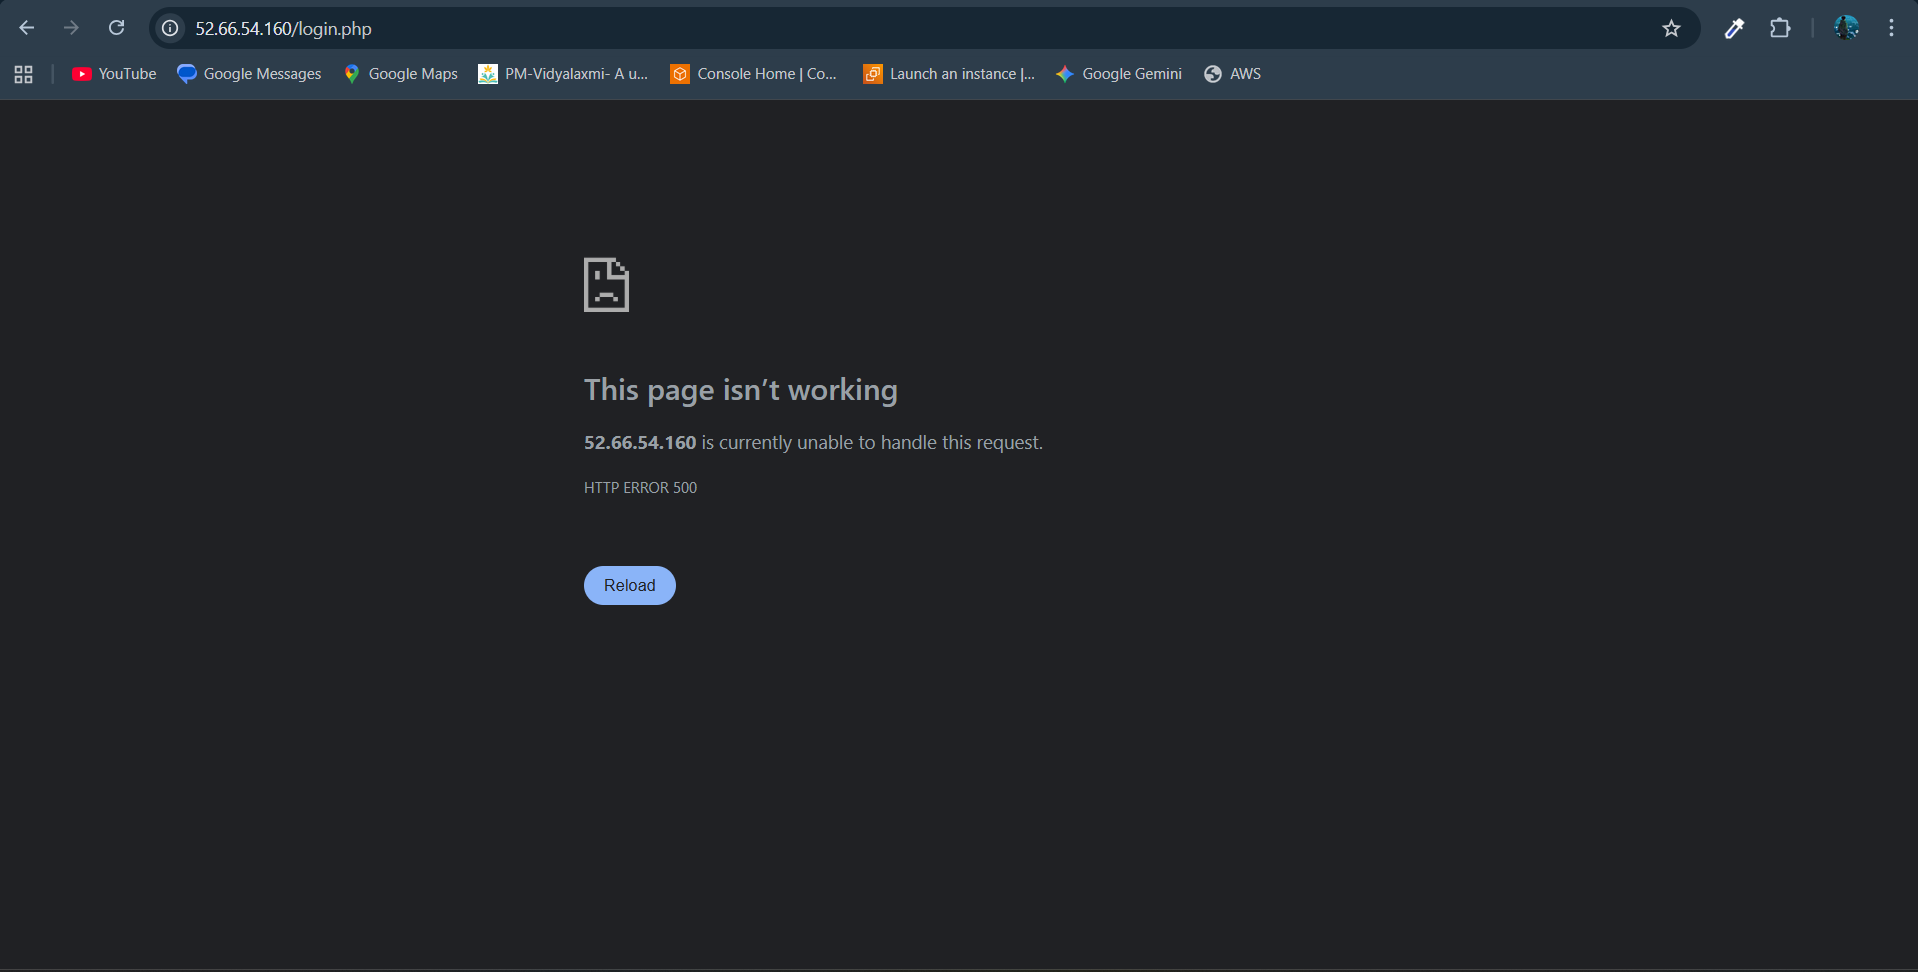 52.66.54.160/login.php
YouTube Google Messages Google Maps PM-Vidyalaxmi- A u... Console Home | Co... Launch an instance |... Google Gemini AWS
This page isn’t working
52.66.54.160 is currently unable to handle this request.
HTTP ERROR 500
Reload